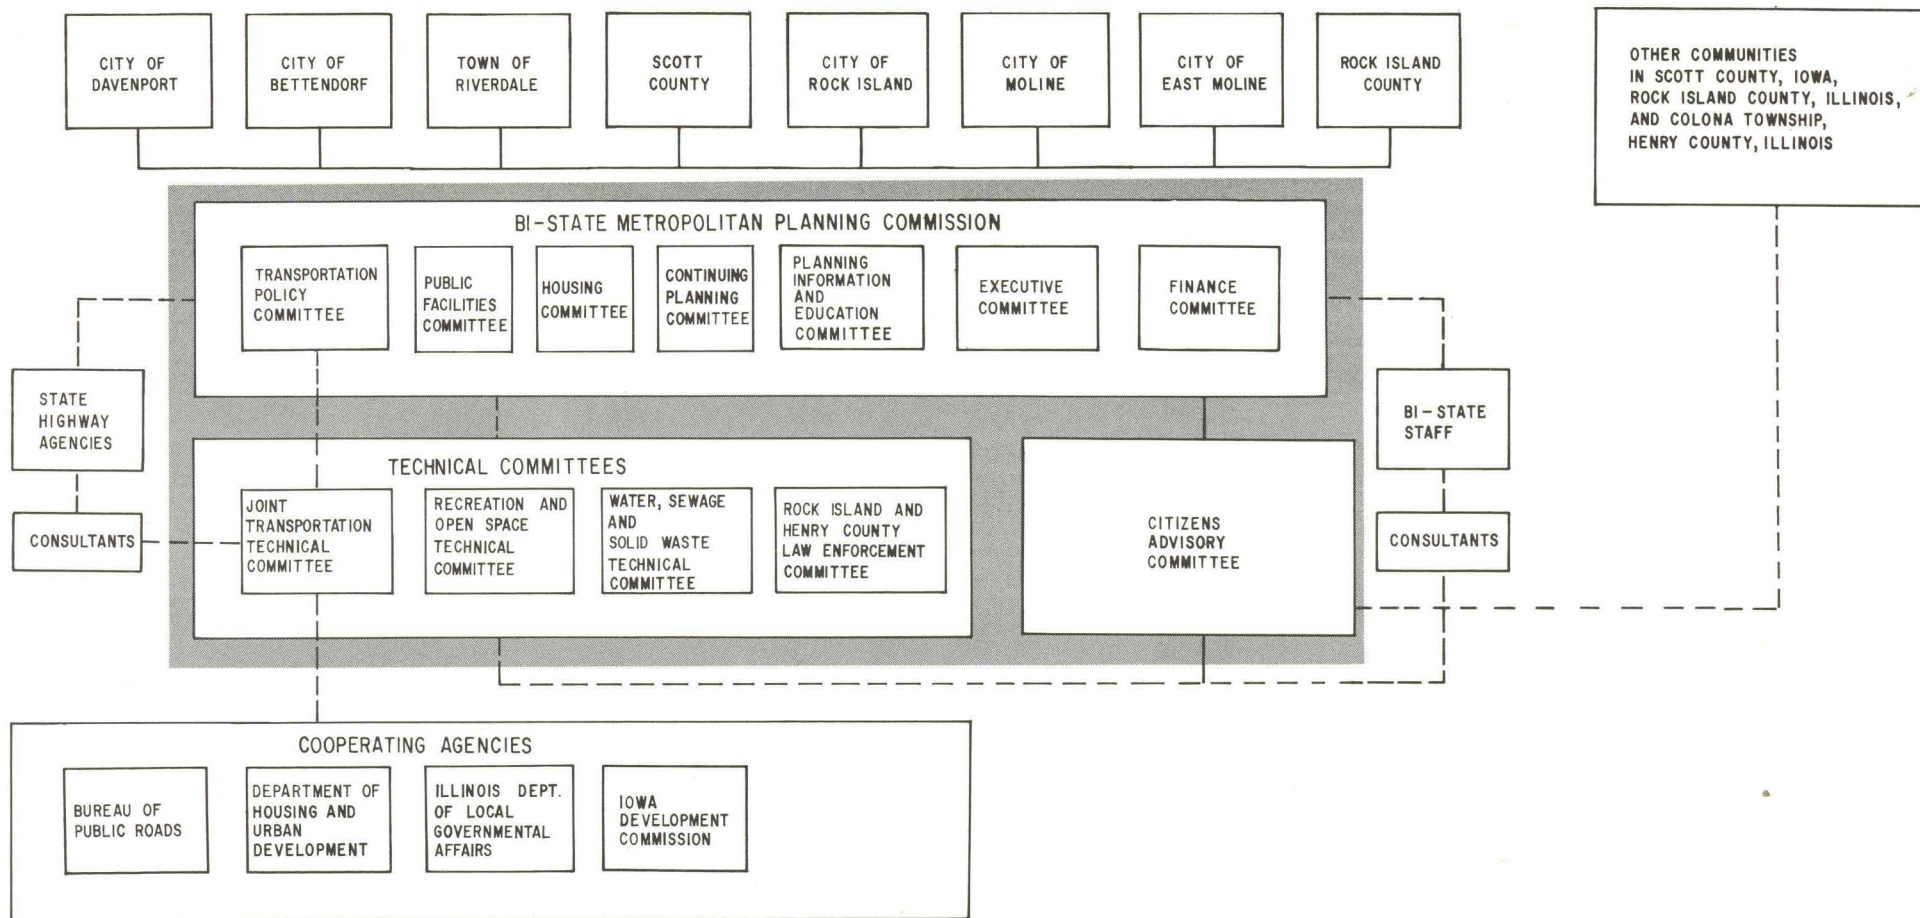 CITY OF
DAVENPORT
CITY OF
BETTENDORF
TOWN OF
RIVERDALE
SCOTT
COUNTY
CITY OF
ROCK ISLAND
CITY OF
MOLINE
CITY OF
EAST MOLINE
ROCK ISLAND
COUNTY
OTHER COMMUNITIES
IN SCOTT COUNTY, IOWA,
ROCK ISLAND COUNTY, ILLINOIS,
AND COLONA TOWNSHIP,
HENRY COUNTY, ILLINOIS
BI-STATE METROPOLITAN PLANNING COMMISSION
TRANSPORTATION
POLICY
COMMITTEE
PUBLIC
FACILITIES
COMMITTEE
HOUSING
COMMITTEE
CONTINUING
PLANNING
COMMITTEE
PLANNING
INFORMATION
AND
EDUCATION
COMMITTEE
EXECUTIVE
COMMITTEE
FINANCE
COMMITTEE
STATE
HIGHWAY
AGENCIES
CONSULTANTS
BI-STATE
STAFF
CONSULTANTS
TECHNICAL COMMITTEES
JOINT
TRANSPORTATION
TECHNICAL
COMMITTEE
RECREATION AND
OPEN SPACE
TECHNICAL
COMMITTEE
WATER, SEWAGE
AND
SOLID WASTE
TECHNICAL
COMMITTEE
ROCK ISLAND AND
HENRY COUNTY
LAW ENFORCEMENT
COMMITTEE
CITIZENS
ADVISORY
COMMITTEE
COOPERATING AGENCIES
BUREAU OF
PUBLIC ROADS
DEPARTMENT OF
HOUSING AND
URBAN
DEVELOPMENT
ILLINOIS DEPT.
OF LOCAL
GOVERNMENTAL
AFFAIRS
IOWA
DEVELOPMENT
COMMISSION